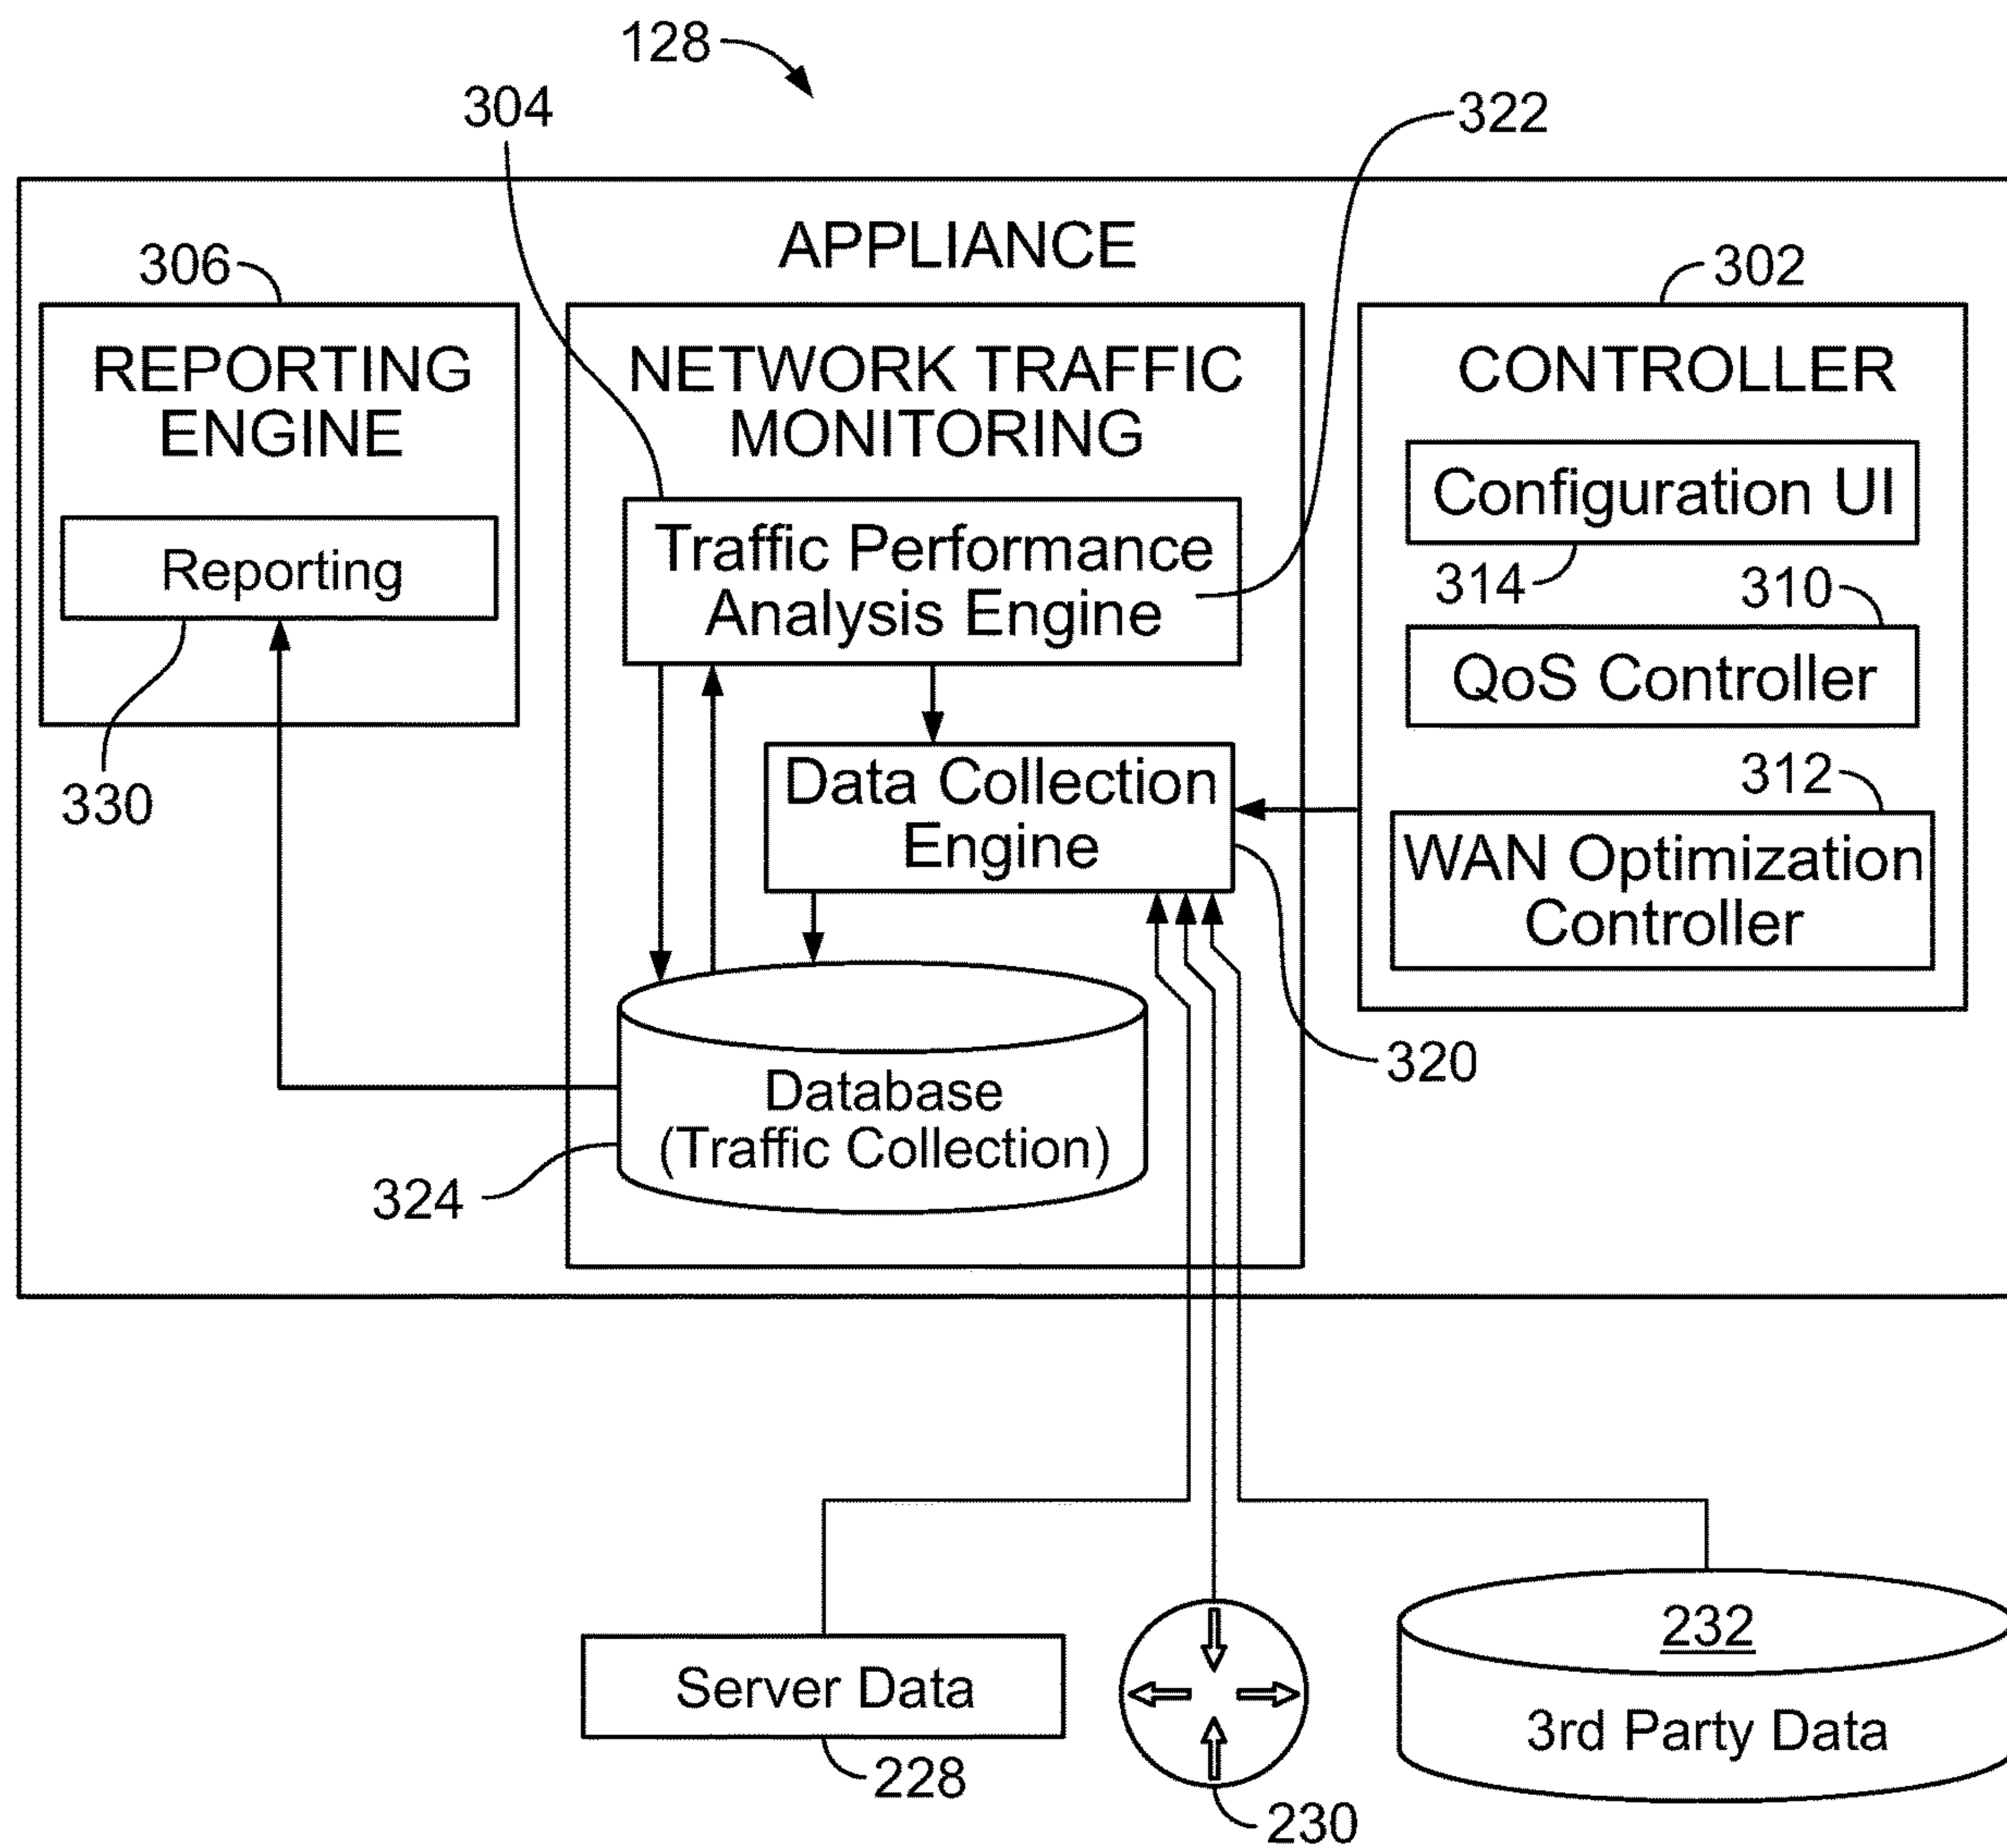 128
304
322
APPLIANCE
306
302
REPORTING
ENGINE
NETWORK TRAFFIC
MONITORING
CONTROLLER
Configuration UI
314
Reporting
330
Traffic Performance
Analysis Engine
310
QoS Controller
312
WAN Optimization
Controller
Data Collection
Engine
320
Database
(Traffic Collection)
324
Server Data
228
230
232
3rd Party Data